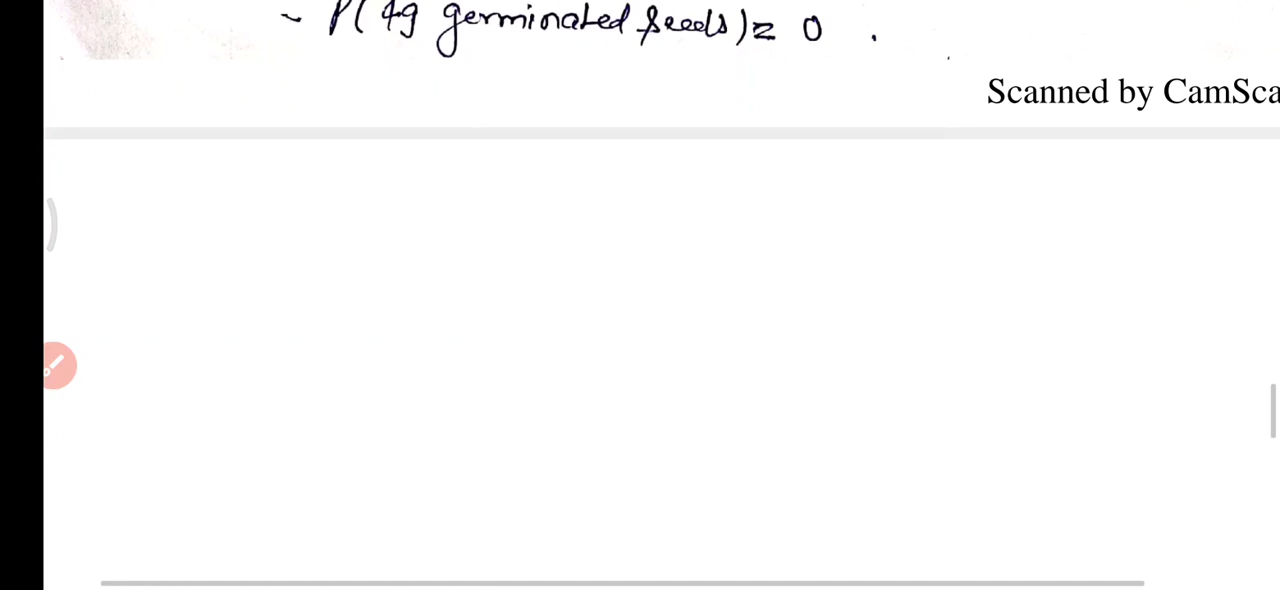 ~ P( 49 germinated seeds) = 0 .
Scanned by CamSca